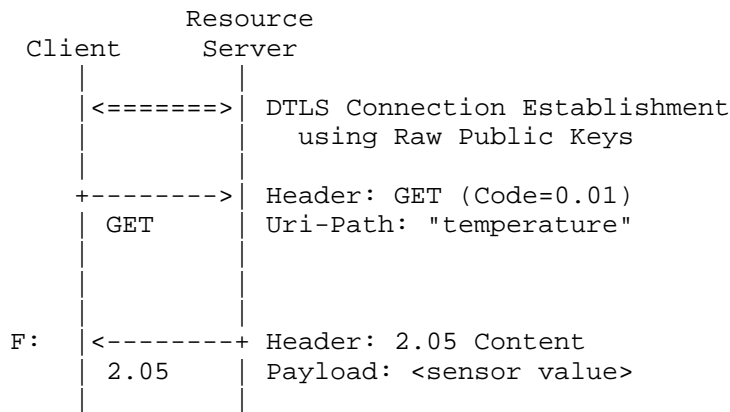 Resource
Client Server
<=======> DTLS Connection Establishment
using Raw Public Keys
+--------> Header: GET (Code=0.01)
GET Uri-Path: "temperature"
F: <--------+ Header: 2.05 Content
2.05 Payload: <sensor value>